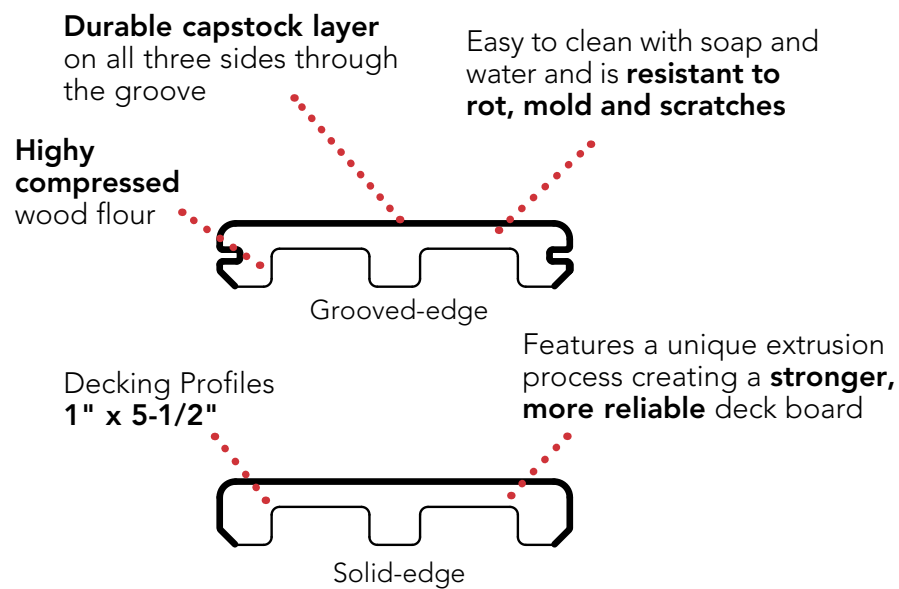 Durable capstock layer
on all three sides through
the groove
Easy to clean with soap and
water and is resistant to
rot, mold and scratches
Highy
compressed
wood flour
Grooved-edge
Features a unique extrusion
process creating a stronger,
more reliable deck board
Decking Profiles
1" x 5-1/2"
Solid-edge